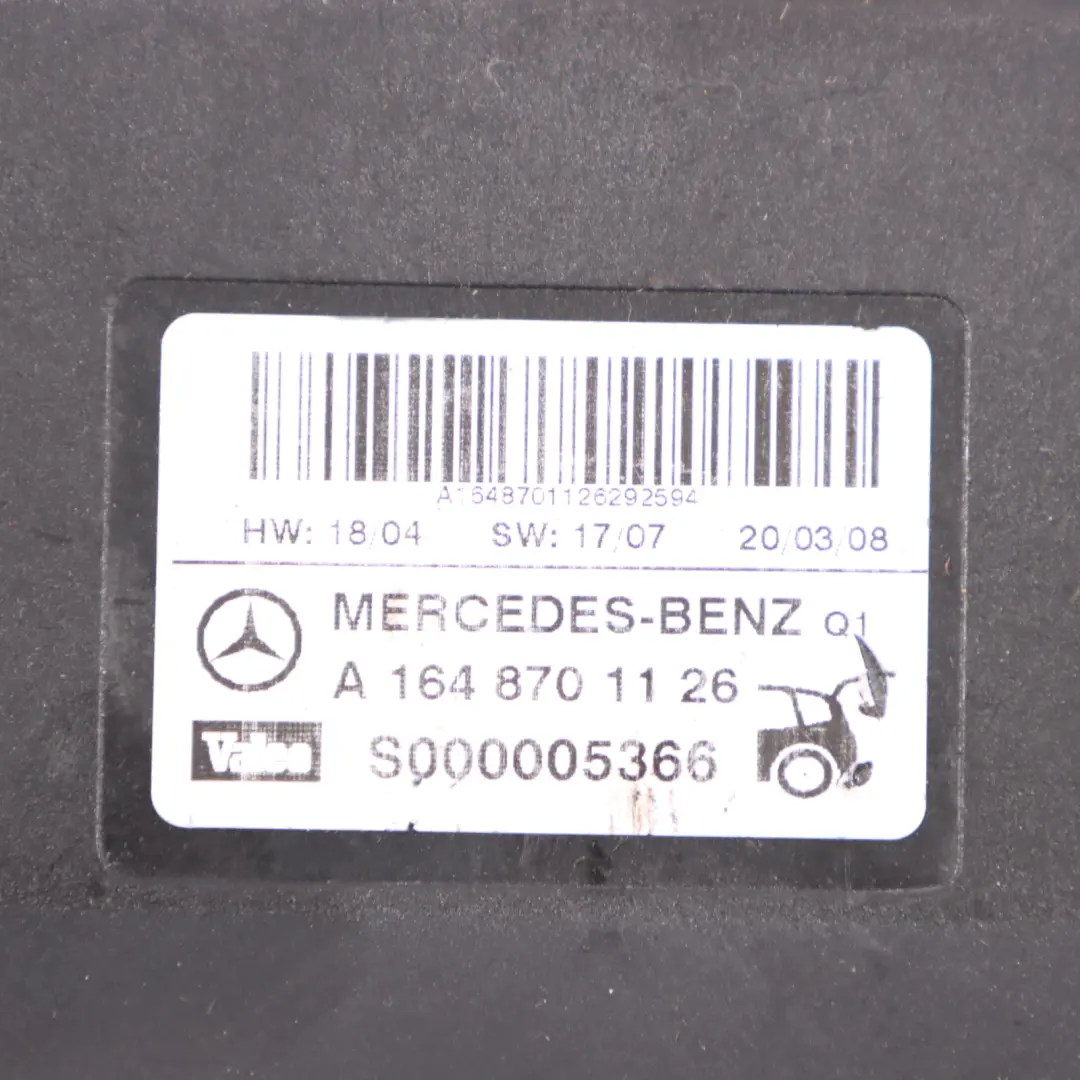 A1648701126292594
HW: 18/04 SW: 17/07 20/03/08
MERCEDES-BENZ Q1
A 164 870 11 26
Valeo S000005366